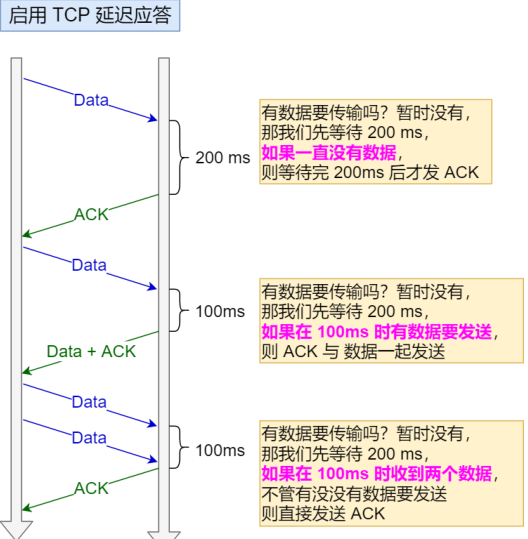 启用 TCP 延迟应答
Data
200 ms
有数据要传输吗？暂时没有，
那我们先等待 200 ms，
如果一直没有数据，
则等待完 200ms 后才发 ACK
ACK
Data
100ms
有数据要传输吗？暂时没有，
那我们先等待 200 ms，
如果在 100ms 时有数据要发送，
则 ACK 与 数据一起发送
Data + ACK
Data
Data
100ms
有数据要传输吗？暂时没有，
那我们先等待 200 ms，
如果在 100ms 时收到两个数据，
不管有没没有数据要发送
则直接发送 ACK
ACK